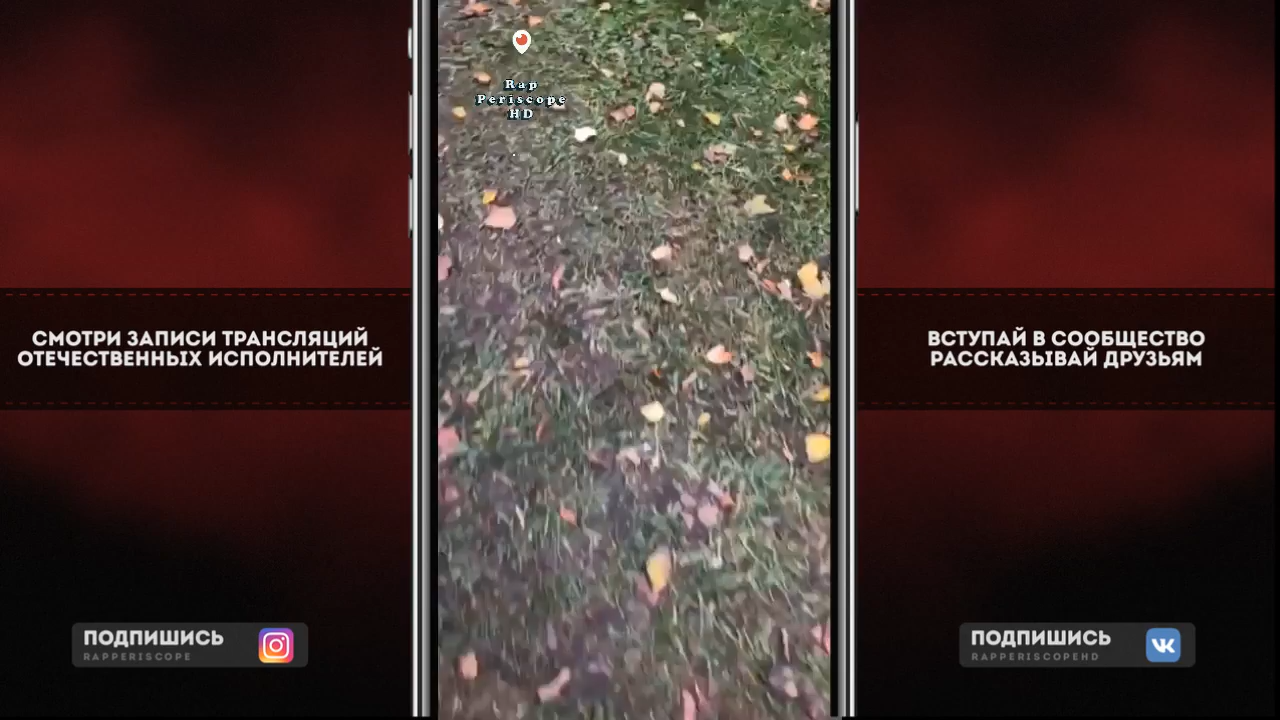 Rap
Periscope
HD
СМОТРИ ЗАПИСИ ТРАНСЛЯЦИЙ
ОТЕЧЕСТВЕННЫХ ИСПОЛНИТЕЛЕЙ
ВСТУПАЙ В СООБЩЕСТВО
РАССКАЗЫВАЙ ДРУЗЬЯМ
ПОДПИШИСЬ
RAPPERISCOPE
ПОДПИШИСЬ
RAPPERISCOPEHD